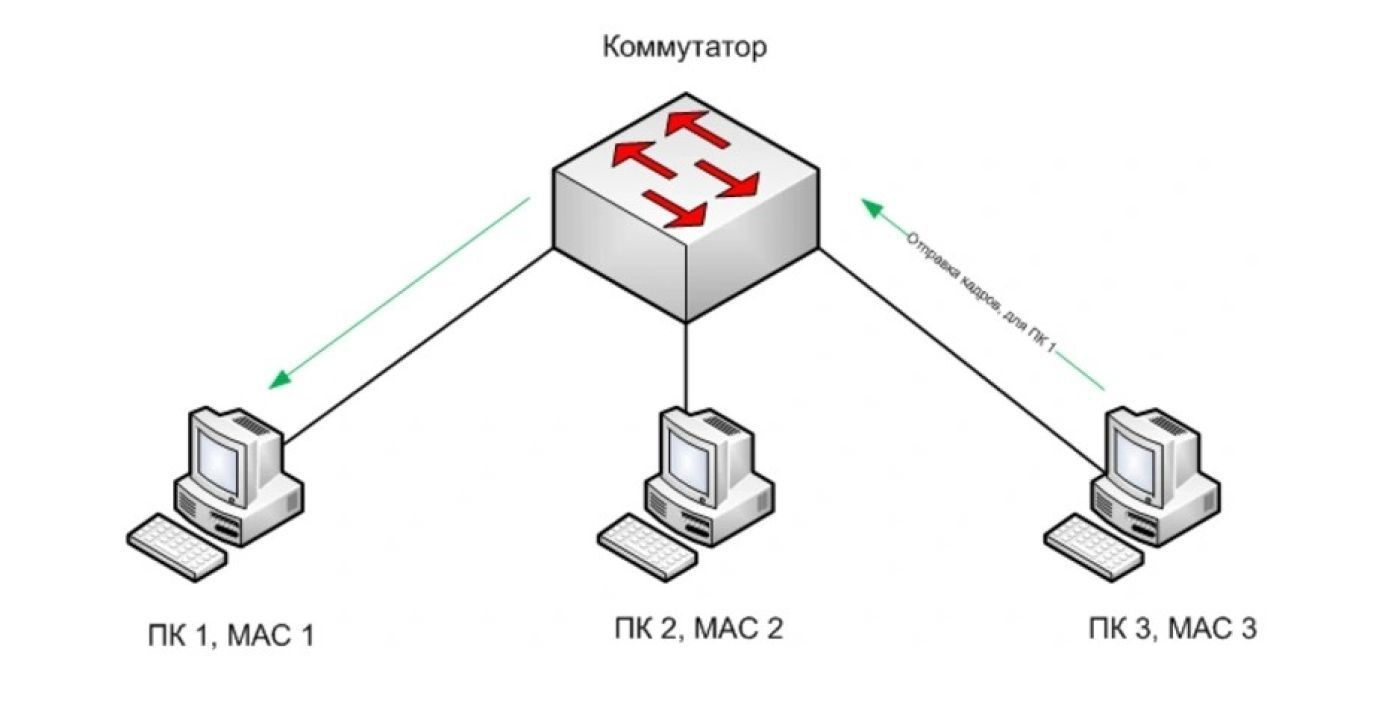 Коммутатор
Отправка кадров, для ПК 1
ПК 1, MAC 1
ПК 2, MAC 2
ПК 3, MAC 3